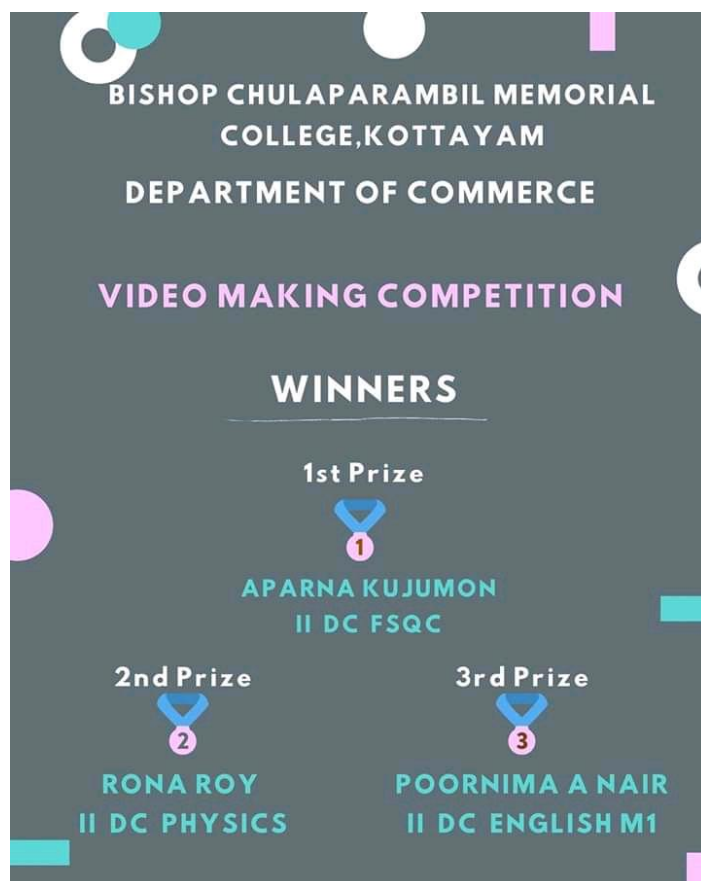 BISHOP CHULAPARAMBIL MEMORIAL
COLLEGE,KOTTAYAM
DEPARTMENT OF COMMERCE
VIDEO MAKING COMPETITION
WINNERS
1st Prize
1
APARNA KUJUMON
II DC FSQC
2nd Prize
2
RONA ROY
II DC PHYSICS
3rd Prize
3
POORNIMA A NAIR
II DC ENGLISH M1